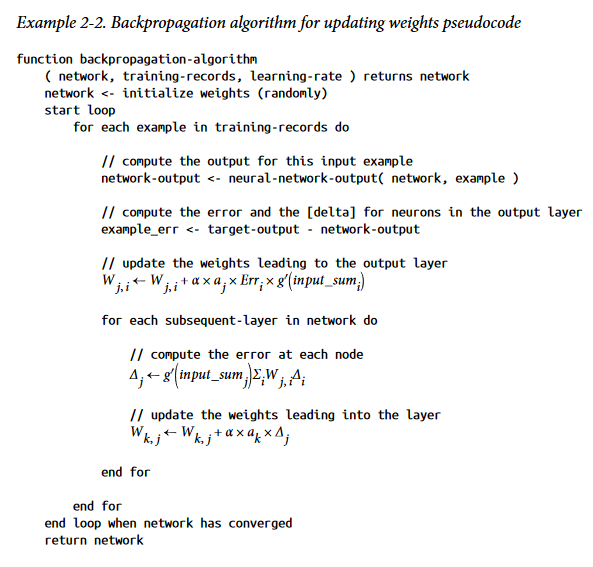 Example 2-2. Backpropagation algorithm for updating weights pseudocode
function backpropagation-algorithm
( network, training-records, learning-rate ) returns network
network <- initialize weights (randomly)
start loop
for each example in training-records do
// compute the output for this input example
network-output <- neural-network-output( network, example )
// compute the error and the [delta] for neurons in the output layer
example_err <- target-output - network-output
// update the weights leading to the output layer
W_{j,i} ← W_{j,i} + α × a_j × Err_i × g′(input_sum_i)
for each subsequent-layer in network do
// compute the error at each node
Δ_j ← g′(input_sum_j)Σ_iW_{j,i}Δ_i
// update the weights leading into the layer
W_{k,j} ← W_{k,j} + α × a_k × Δ_j
end for
end for
end loop when network has converged
return network